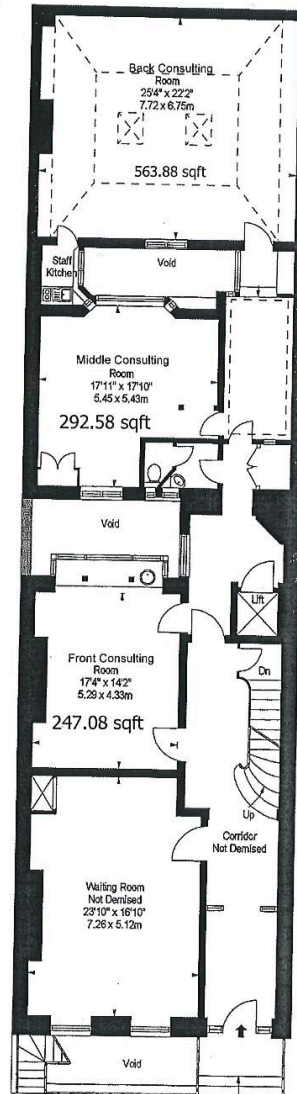 Back Consulting
Room
25'4" x 22'2"
7.72 x 6.75m
563.88 sqft
Staff
Kitchen
Void
Middle Consulting
Room
17'11" x 17'10"
5.45 x 5.43m
292.58 sqft
Void
Lift
Front Consulting
Room
17'4" x 14'2"
5.29 x 4.33m
247.08 sqft
Dn
Up
Corridor
Not Demised
Waiting Room
Not Demised
23'10" x 16'10"
7.26 x 5.12m
Void